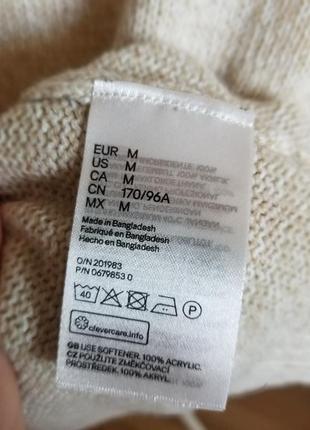 EUR M
US M
CA M
CN 170/96A
MX M
Made in Bangladesh
Fabriqué en Bangladesh
Hecho en Bangladesh
O/N 201983
P/N 0679853 0
40 P
clevercare.info
GB USE SOFTENER. 100% ACRYLIC.
CZ POUŽIJTE ZMĚKČOVACÍ
PROSTŘEDEK. 100% AKRYL.